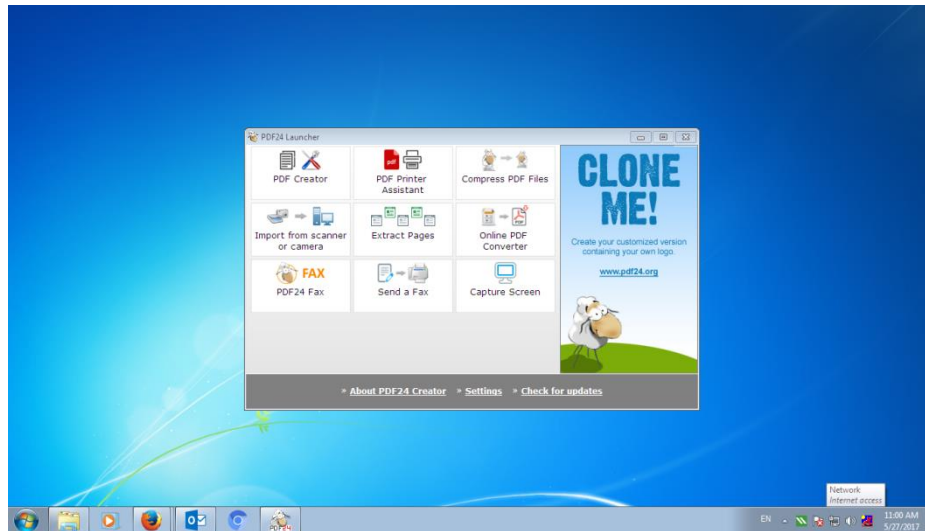 PDF24 Launcher
PDF Creator
PDF Printer
Assistant
Compress PDF Files
Import from scanner
or camera
Extract Pages
Online PDF
Converter
FAX
PDF24 Fax
Send a Fax
Capture Screen
CLONE
ME!
Create your customized version
containing your own logo.
www.pdf24.org
» About PDF24 Creator » Settings » Check for updates
Network
Internet access
EN
11:00 AM
5/27/2017